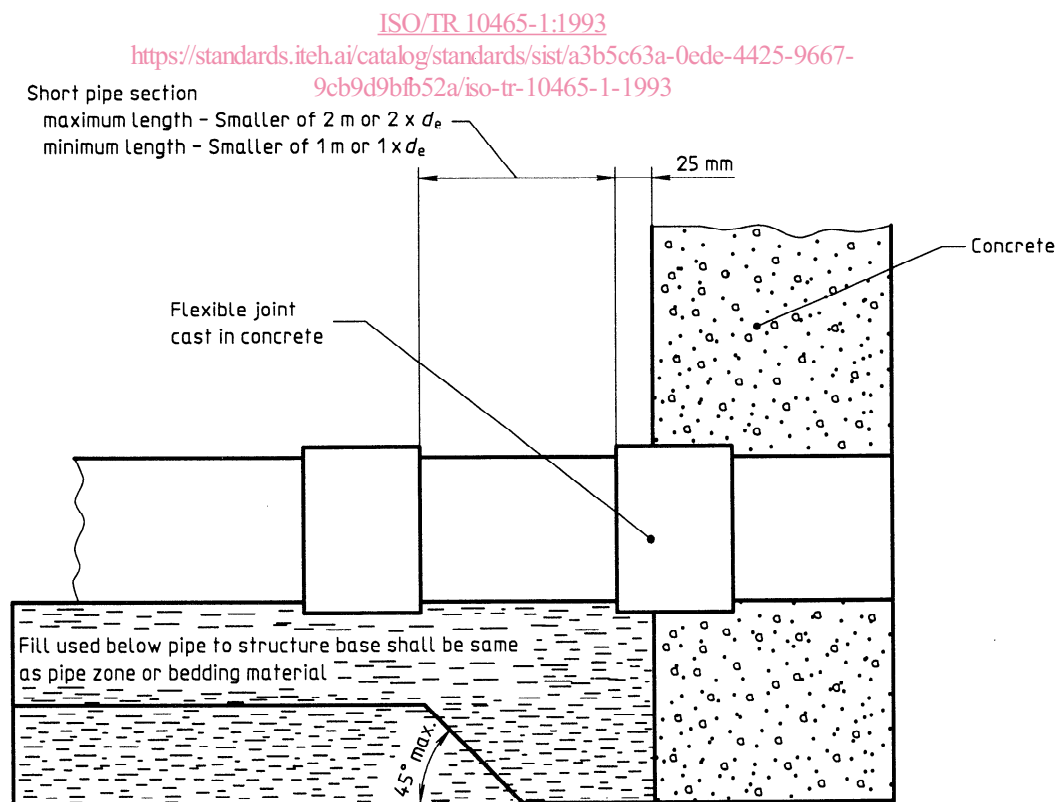 ISO/TR 10465-1:1993
https://standards.iteh.ai/catalog/standards/sist/a3b5c63a-0ede-4425-9667-
9cb9d9bfb52a/iso-tr-10465-1-1993
Short pipe section
maximum length – Smaller of 2 m or 2 x de
minimum length – Smaller of 1 m or 1 x de
25 mm
Concrete
Flexible joint
cast in concrete
Fill used below pipe to structure base shall be same
as pipe zone or bedding material
45° max.